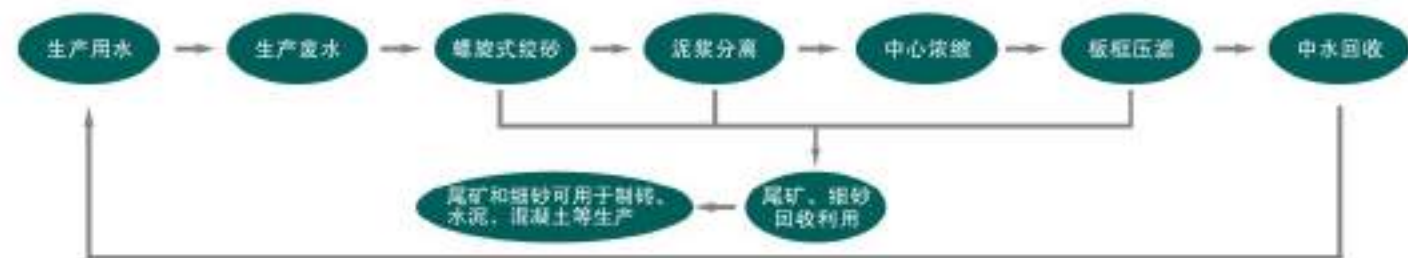 生产用水
生产废水
螺旋式绞砂
泥浆分离
中心浓缩
板框压滤
中水回收
尾矿和细砂可用于制砖、
水泥、混凝土等生产
尾矿、细砂
回收利用